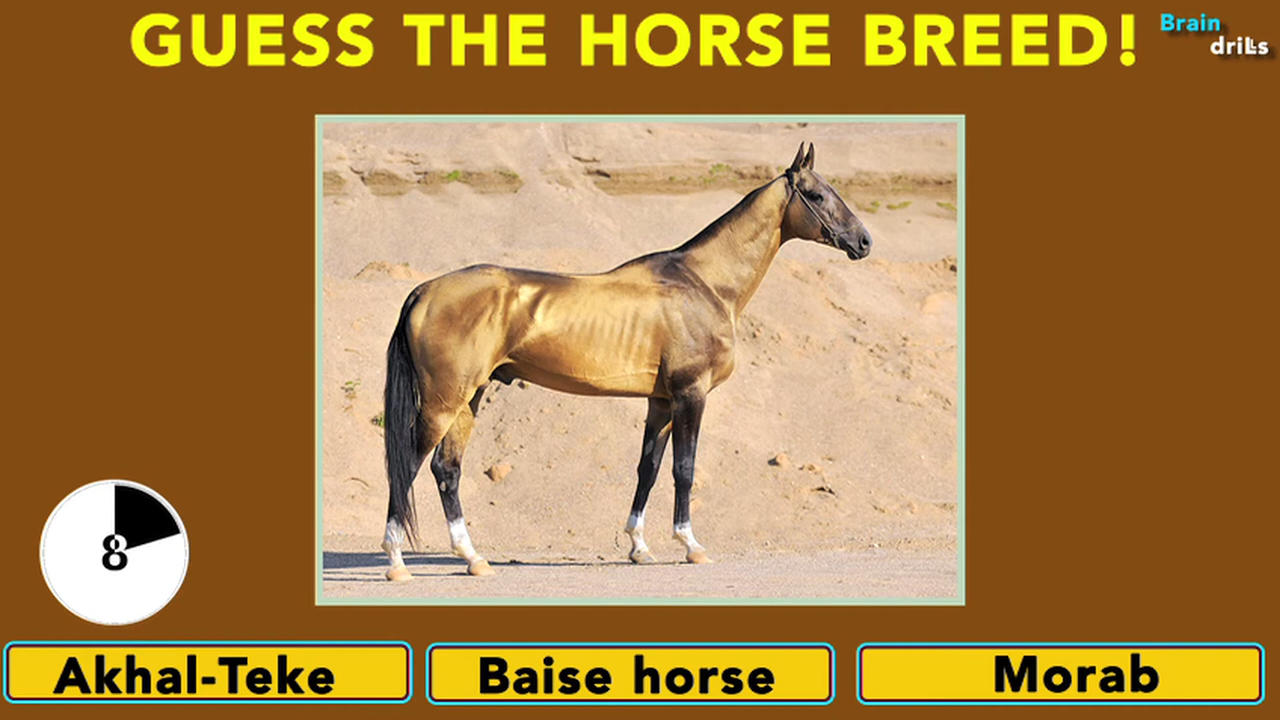 GUESS THE HORSE BREED!
Brain
drills
8
Akhal-Teke
Baise horse
Morab